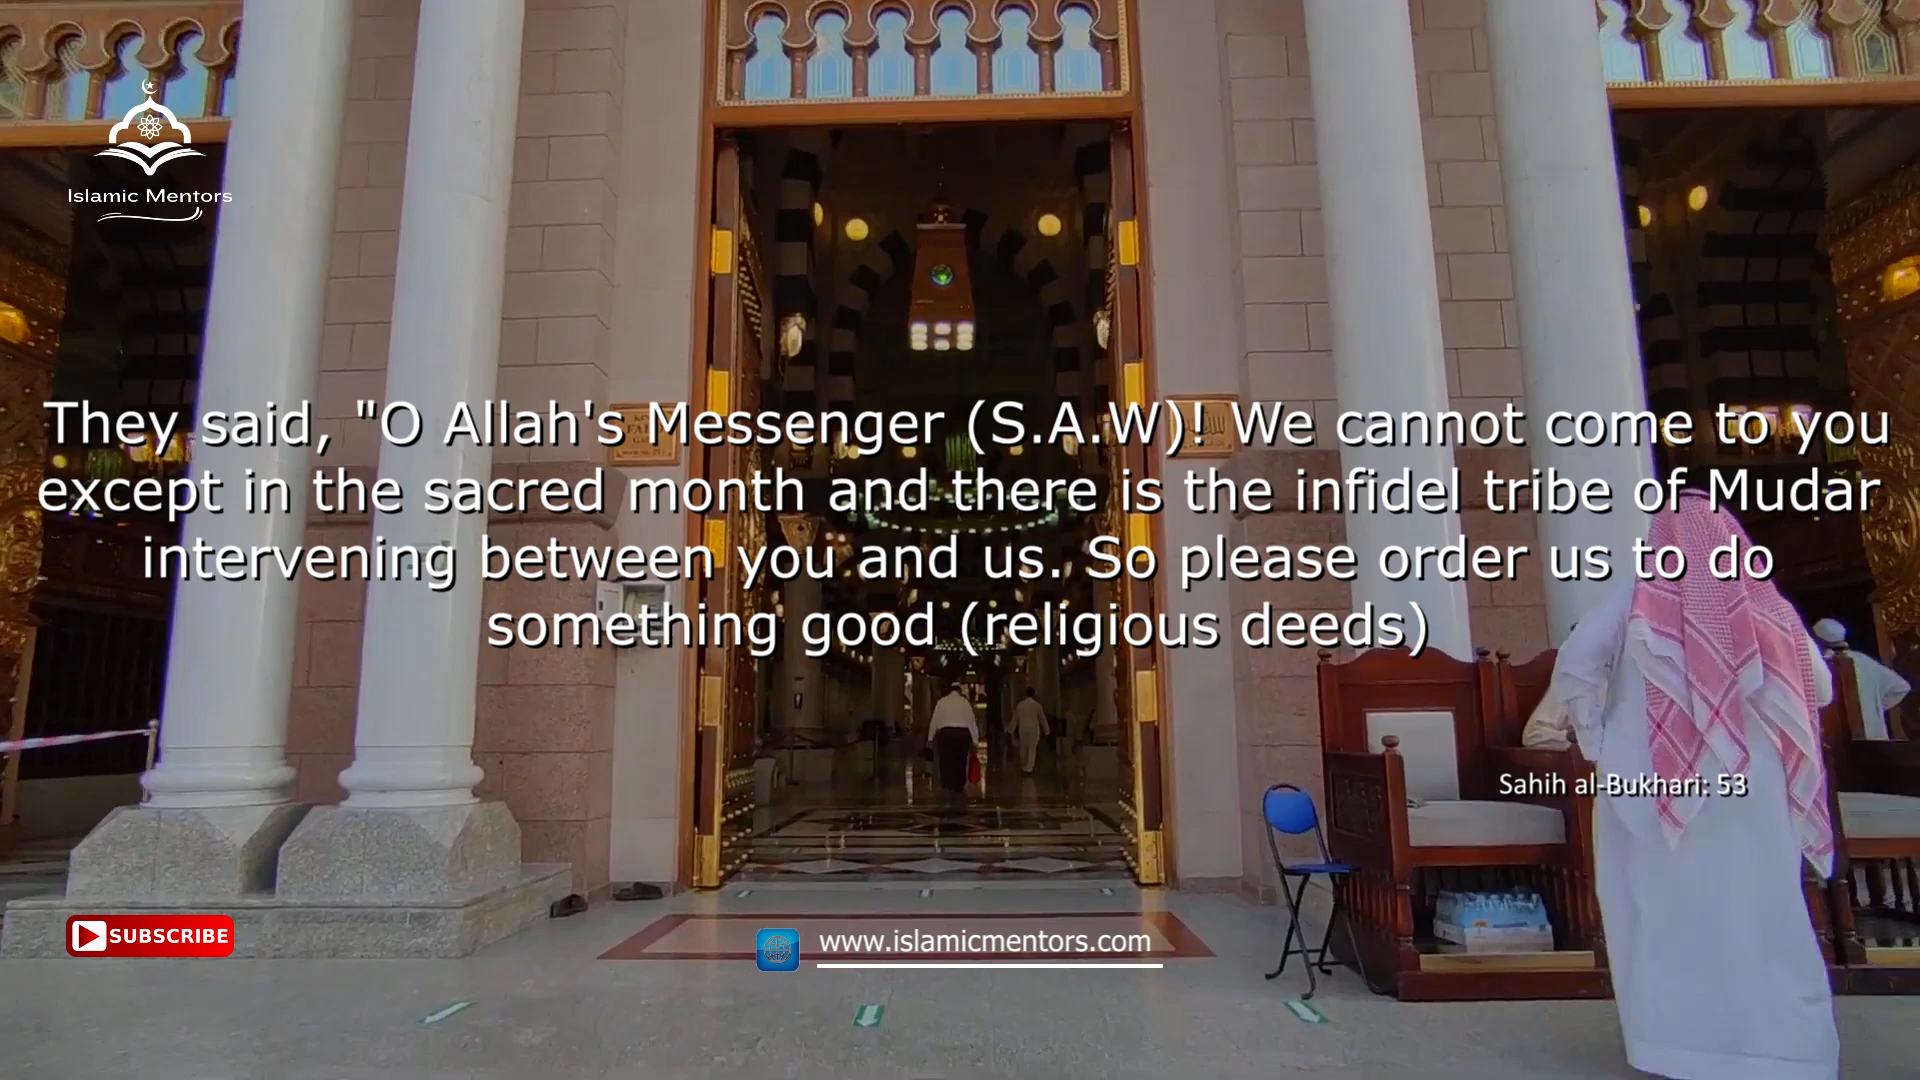 Islamic Mentors
They said, "O Allah's Messenger (S.A.W)! We cannot come to you
except in the sacred month and there is the infidel tribe of Mudar
intervening between you and us. So please order us to do
something good (religious deeds)
Sahih al-Bukhari: 53
SUBSCRIBE
www.islamicmentors.com